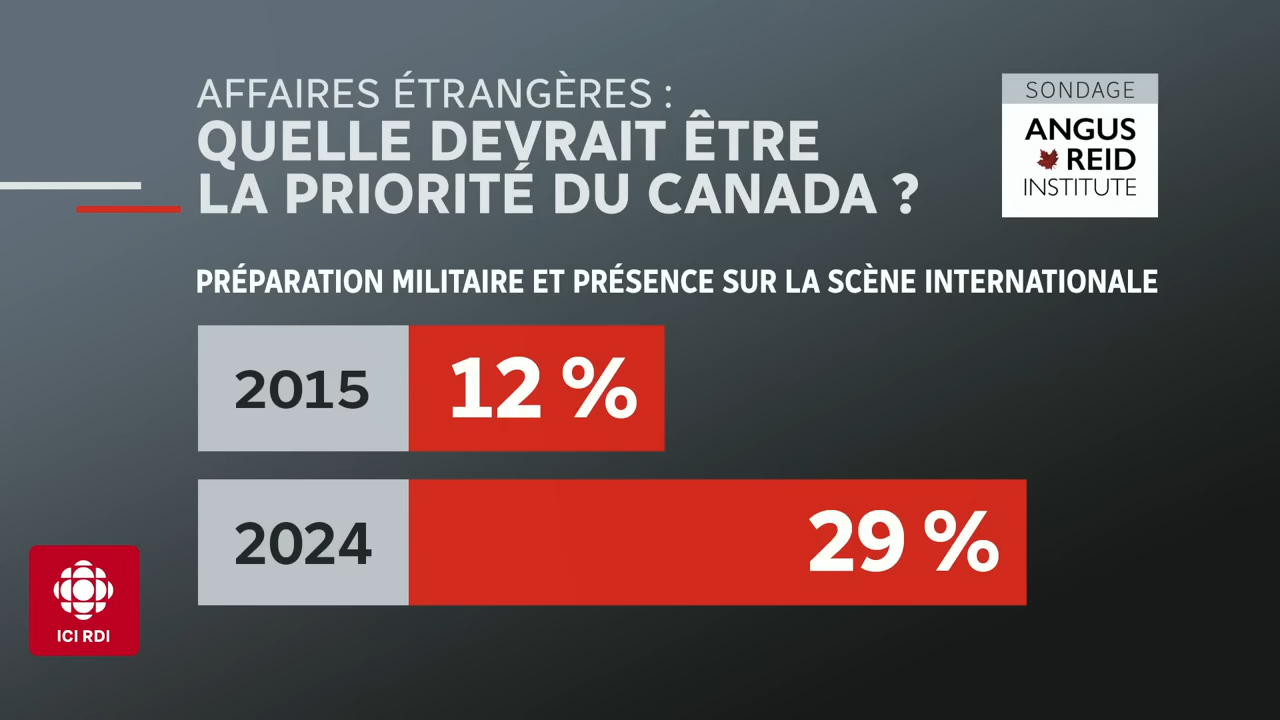 AFFAIRES ÉTRANGÈRES :
QUELLE DEVRAIT ÊTRE
LA PRIORITÉ DU CANADA ?
SONDAGE
ANGUS
REID
INSTITUTE
PRÉPARATION MILITAIRE ET PRÉSENCE SUR LA SCÈNE INTERNATIONALE
2015 12 %
2024 29 %
ICI RDI